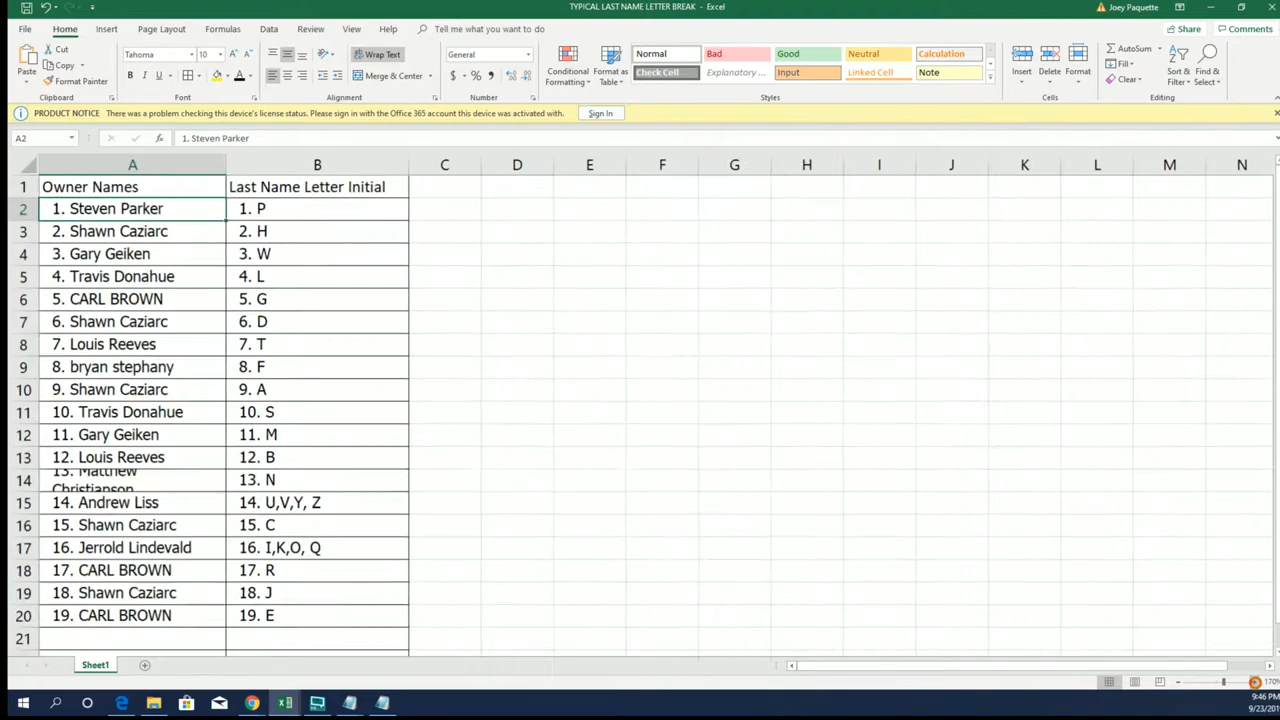 TYPICAL LAST NAME LETTER BREAK - Excel
Joey Paquette
File Home Insert Page Layout Formulas Data Review View Help Tell me what you want to do
Share Comments
Paste
Cut
Copy
Format Painter
Clipboard
Tahoma 10
B I U
Font
Wrap Text
Merge & Center
Alignment
General
$ % ,
Number
Conditional Formatting
Format as Table
Normal Bad Good Neutral Calculation
Check Cell Explanatory ... Input Linked Cell Note
Styles
Insert Delete Format
Cells
AutoSum
Fill
Clear
Sort & Filter
Find & Select
Editing
PRODUCT NOTICE There was a problem checking this device's license status. Please sign in with the Office 365 account this device was activated with. Sign In
A2 fx 1. Steven Parker
A B C D E F G H I J K L M N
1 Owner Names Last Name Letter Initial
2 1. Steven Parker 1. P
3 2. Shawn Caziarc 2. H
4 3. Gary Geiken 3. W
5 4. Travis Donahue 4. L
6 5. CARL BROWN 5. G
7 6. Shawn Caziarc 6. D
8 7. Louis Reeves 7. T
9 8. bryan stephany 8. F
10 9. Shawn Caziarc 9. A
11 10. Travis Donahue 10. S
12 11. Gary Geiken 11. M
13 12. Louis Reeves 12. B
14 13. Matthew Christianson 13. N
15 14. Andrew Liss 14. U,V,Y, Z
16 15. Shawn Caziarc 15. C
17 16. Jerrold Lindevald 16. I,K,O, Q
18 17. CARL BROWN 17. R
19 18. Shawn Caziarc 18. J
20 19. CARL BROWN 19. E
21
Sheet1
170%
9:46 PM